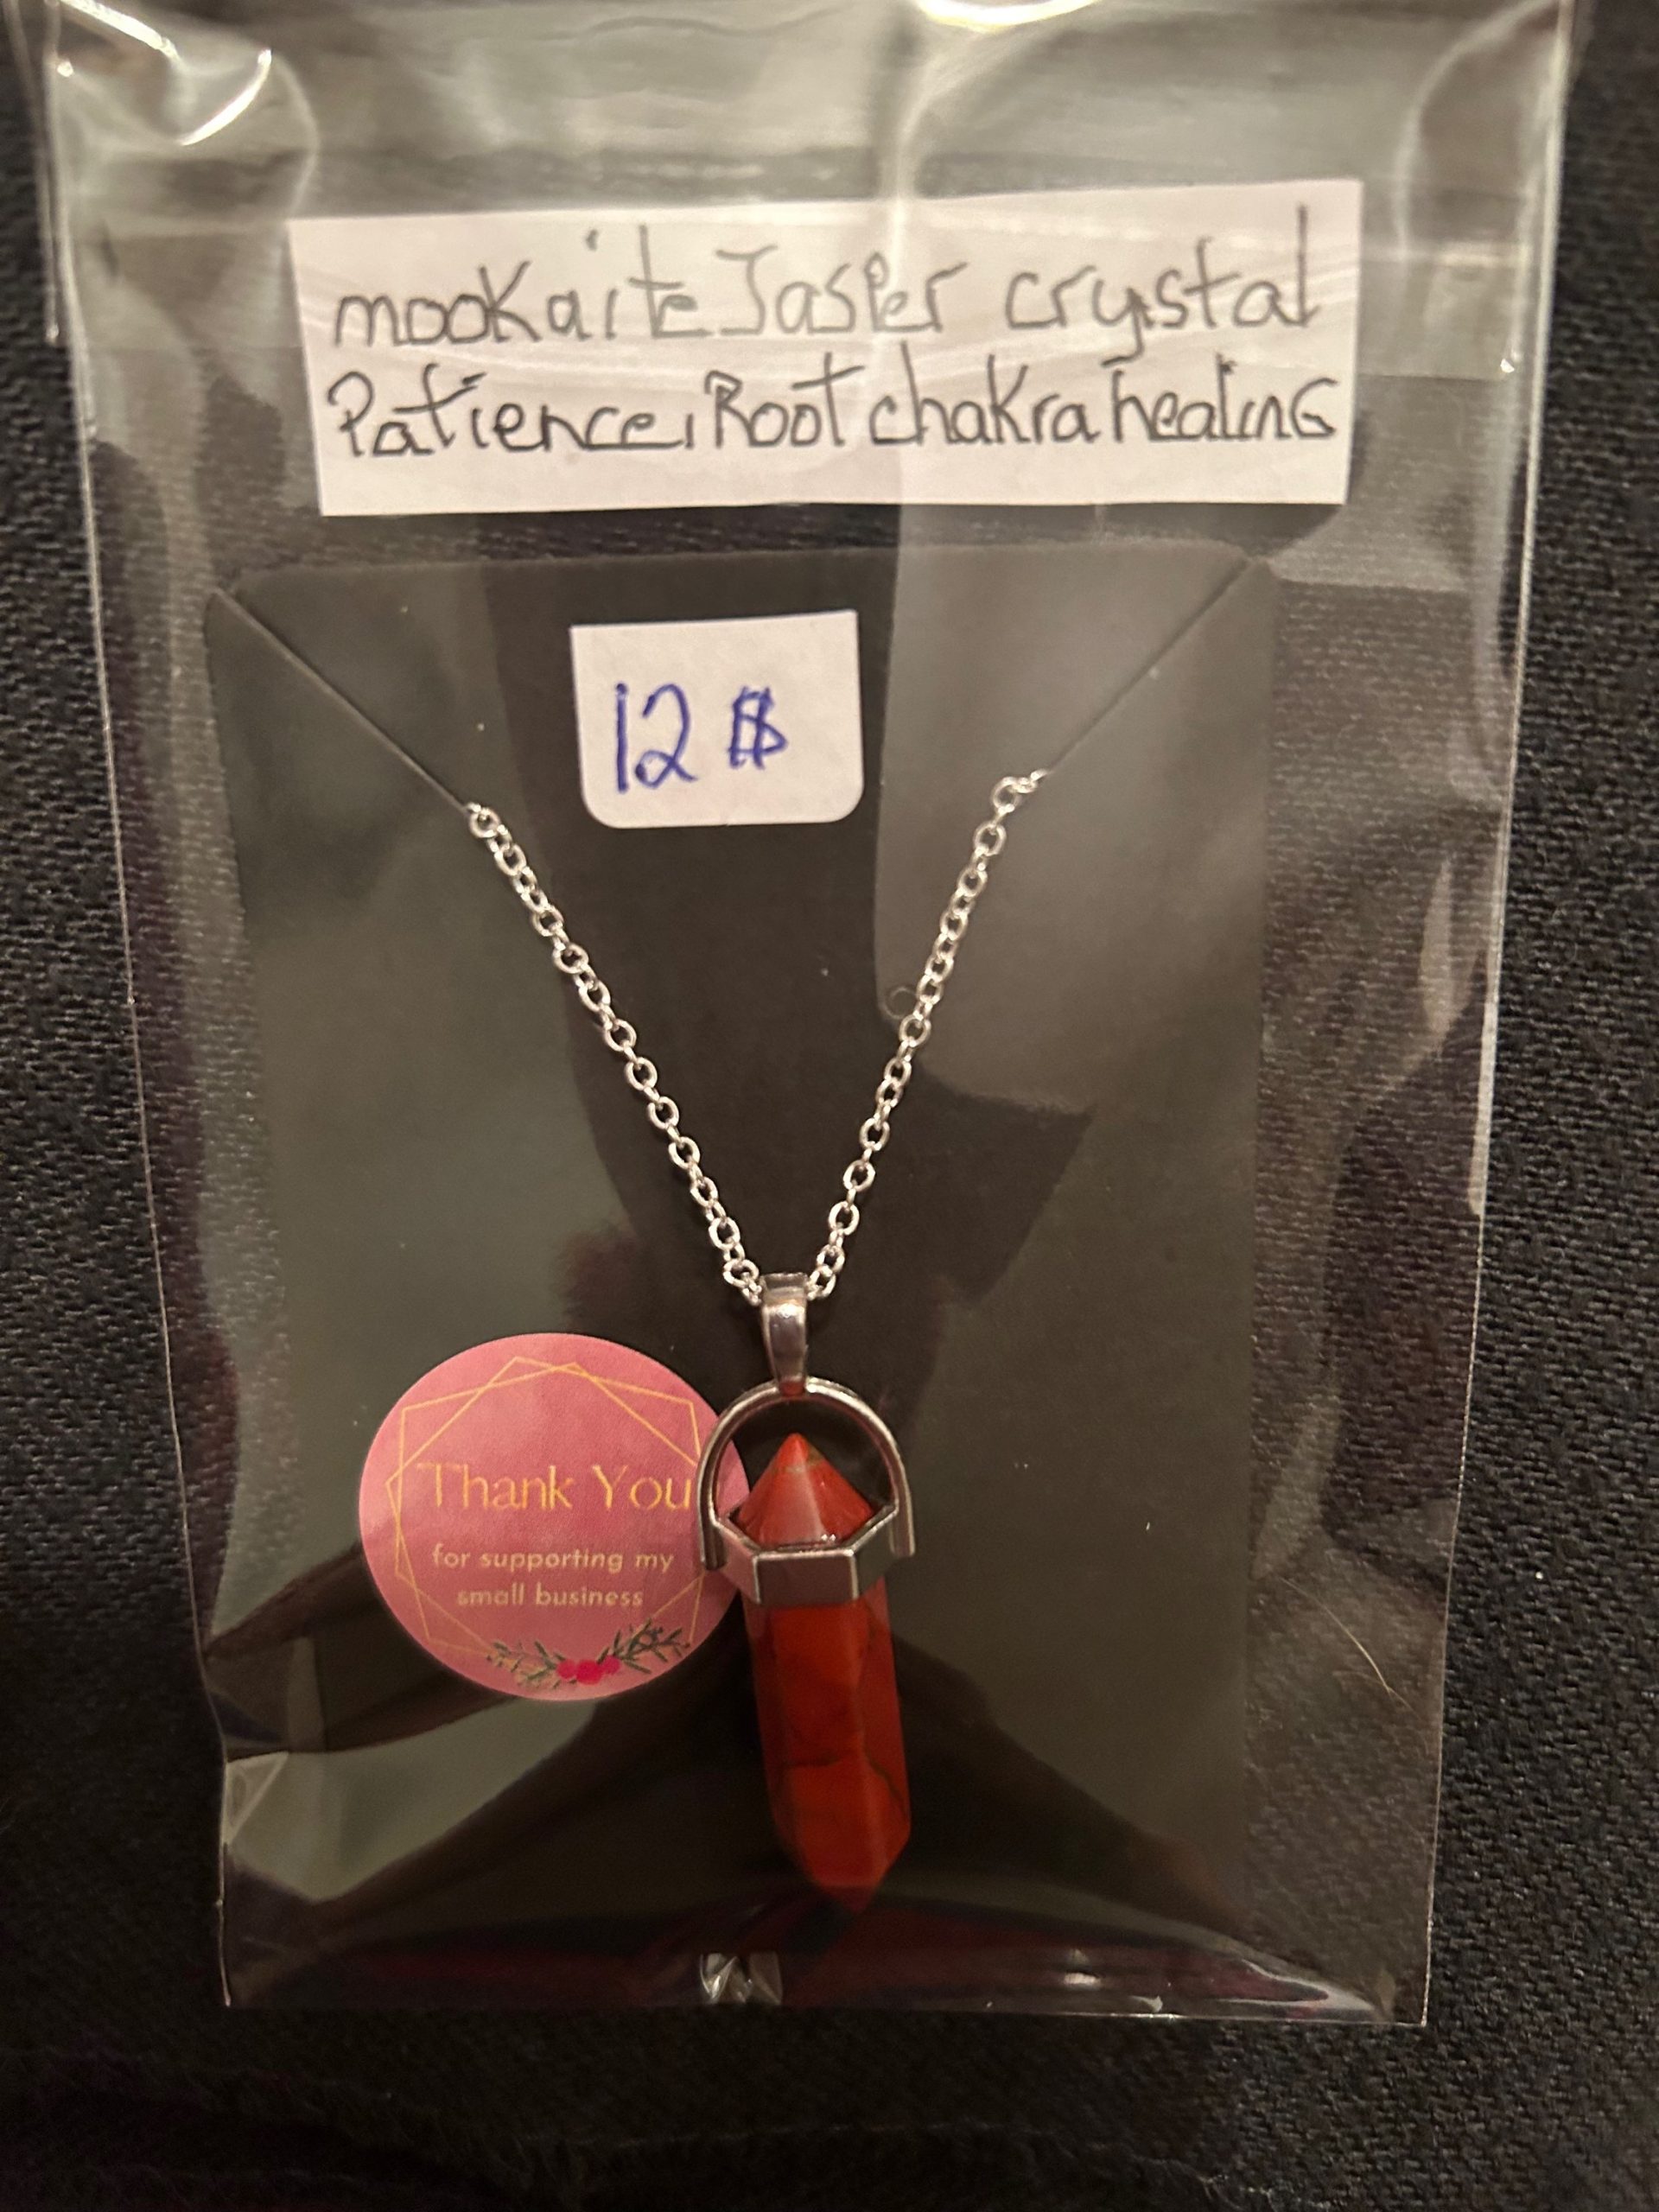 mookaite Jasper crystal
Patience, Root chakra healing
12 $
Thank You
for supporting my
small business